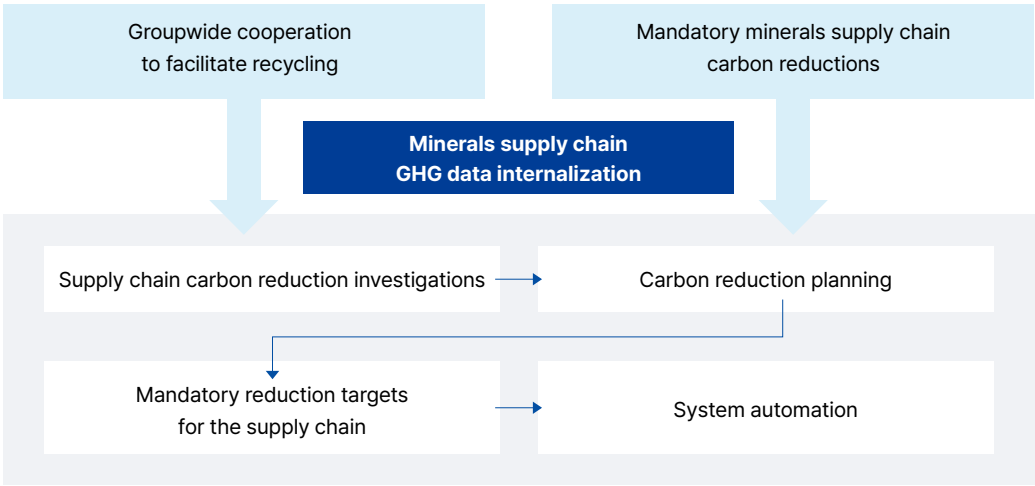 Groupwide cooperation
to facilitate recycling
Mandatory minerals supply chain
carbon reductions
Minerals supply chain
GHG data internalization
Supply chain carbon reduction investigations
Carbon reduction planning
Mandatory reduction targets
for the supply chain
System automation